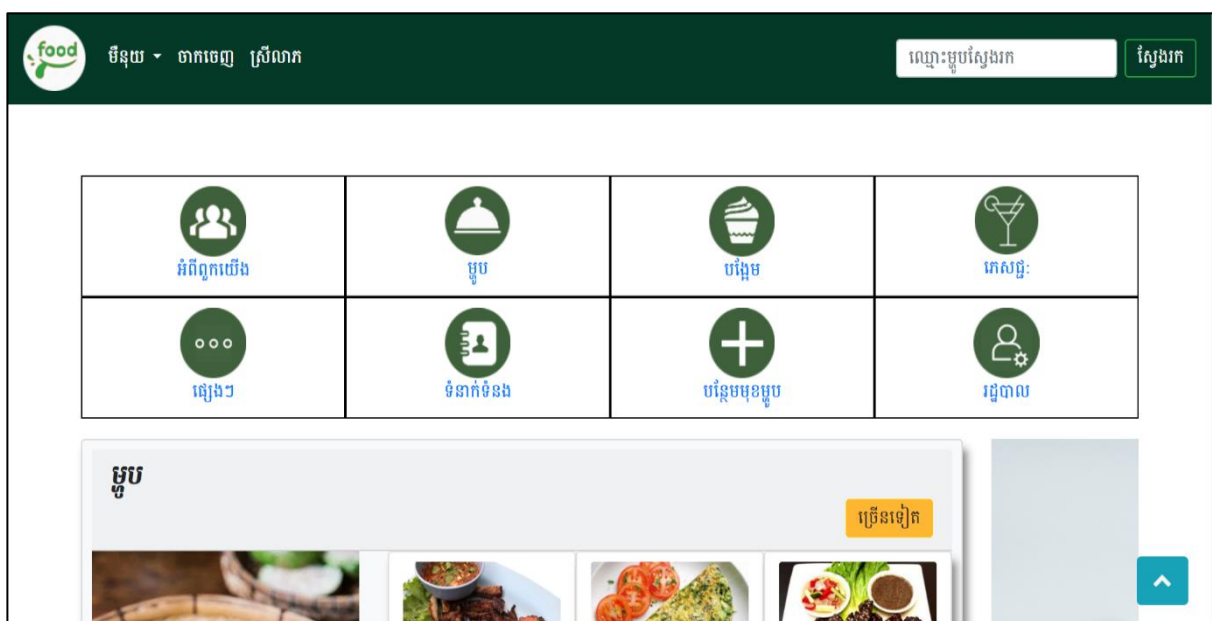 food
មឺនុយ ចាកចេញ ស្រីលាភ
ឈ្មោះម្ហូបស្វែងរក ស្វែងរក
អំពីពួកយើង ម្ហូប បង្អែម ភេសជ្ជៈ
ផ្សេងៗ ទំនាក់ទំនង បន្ថែមមុខម្ហូប រដ្ឋបាល
ម្ហូប
ច្រើនទៀត